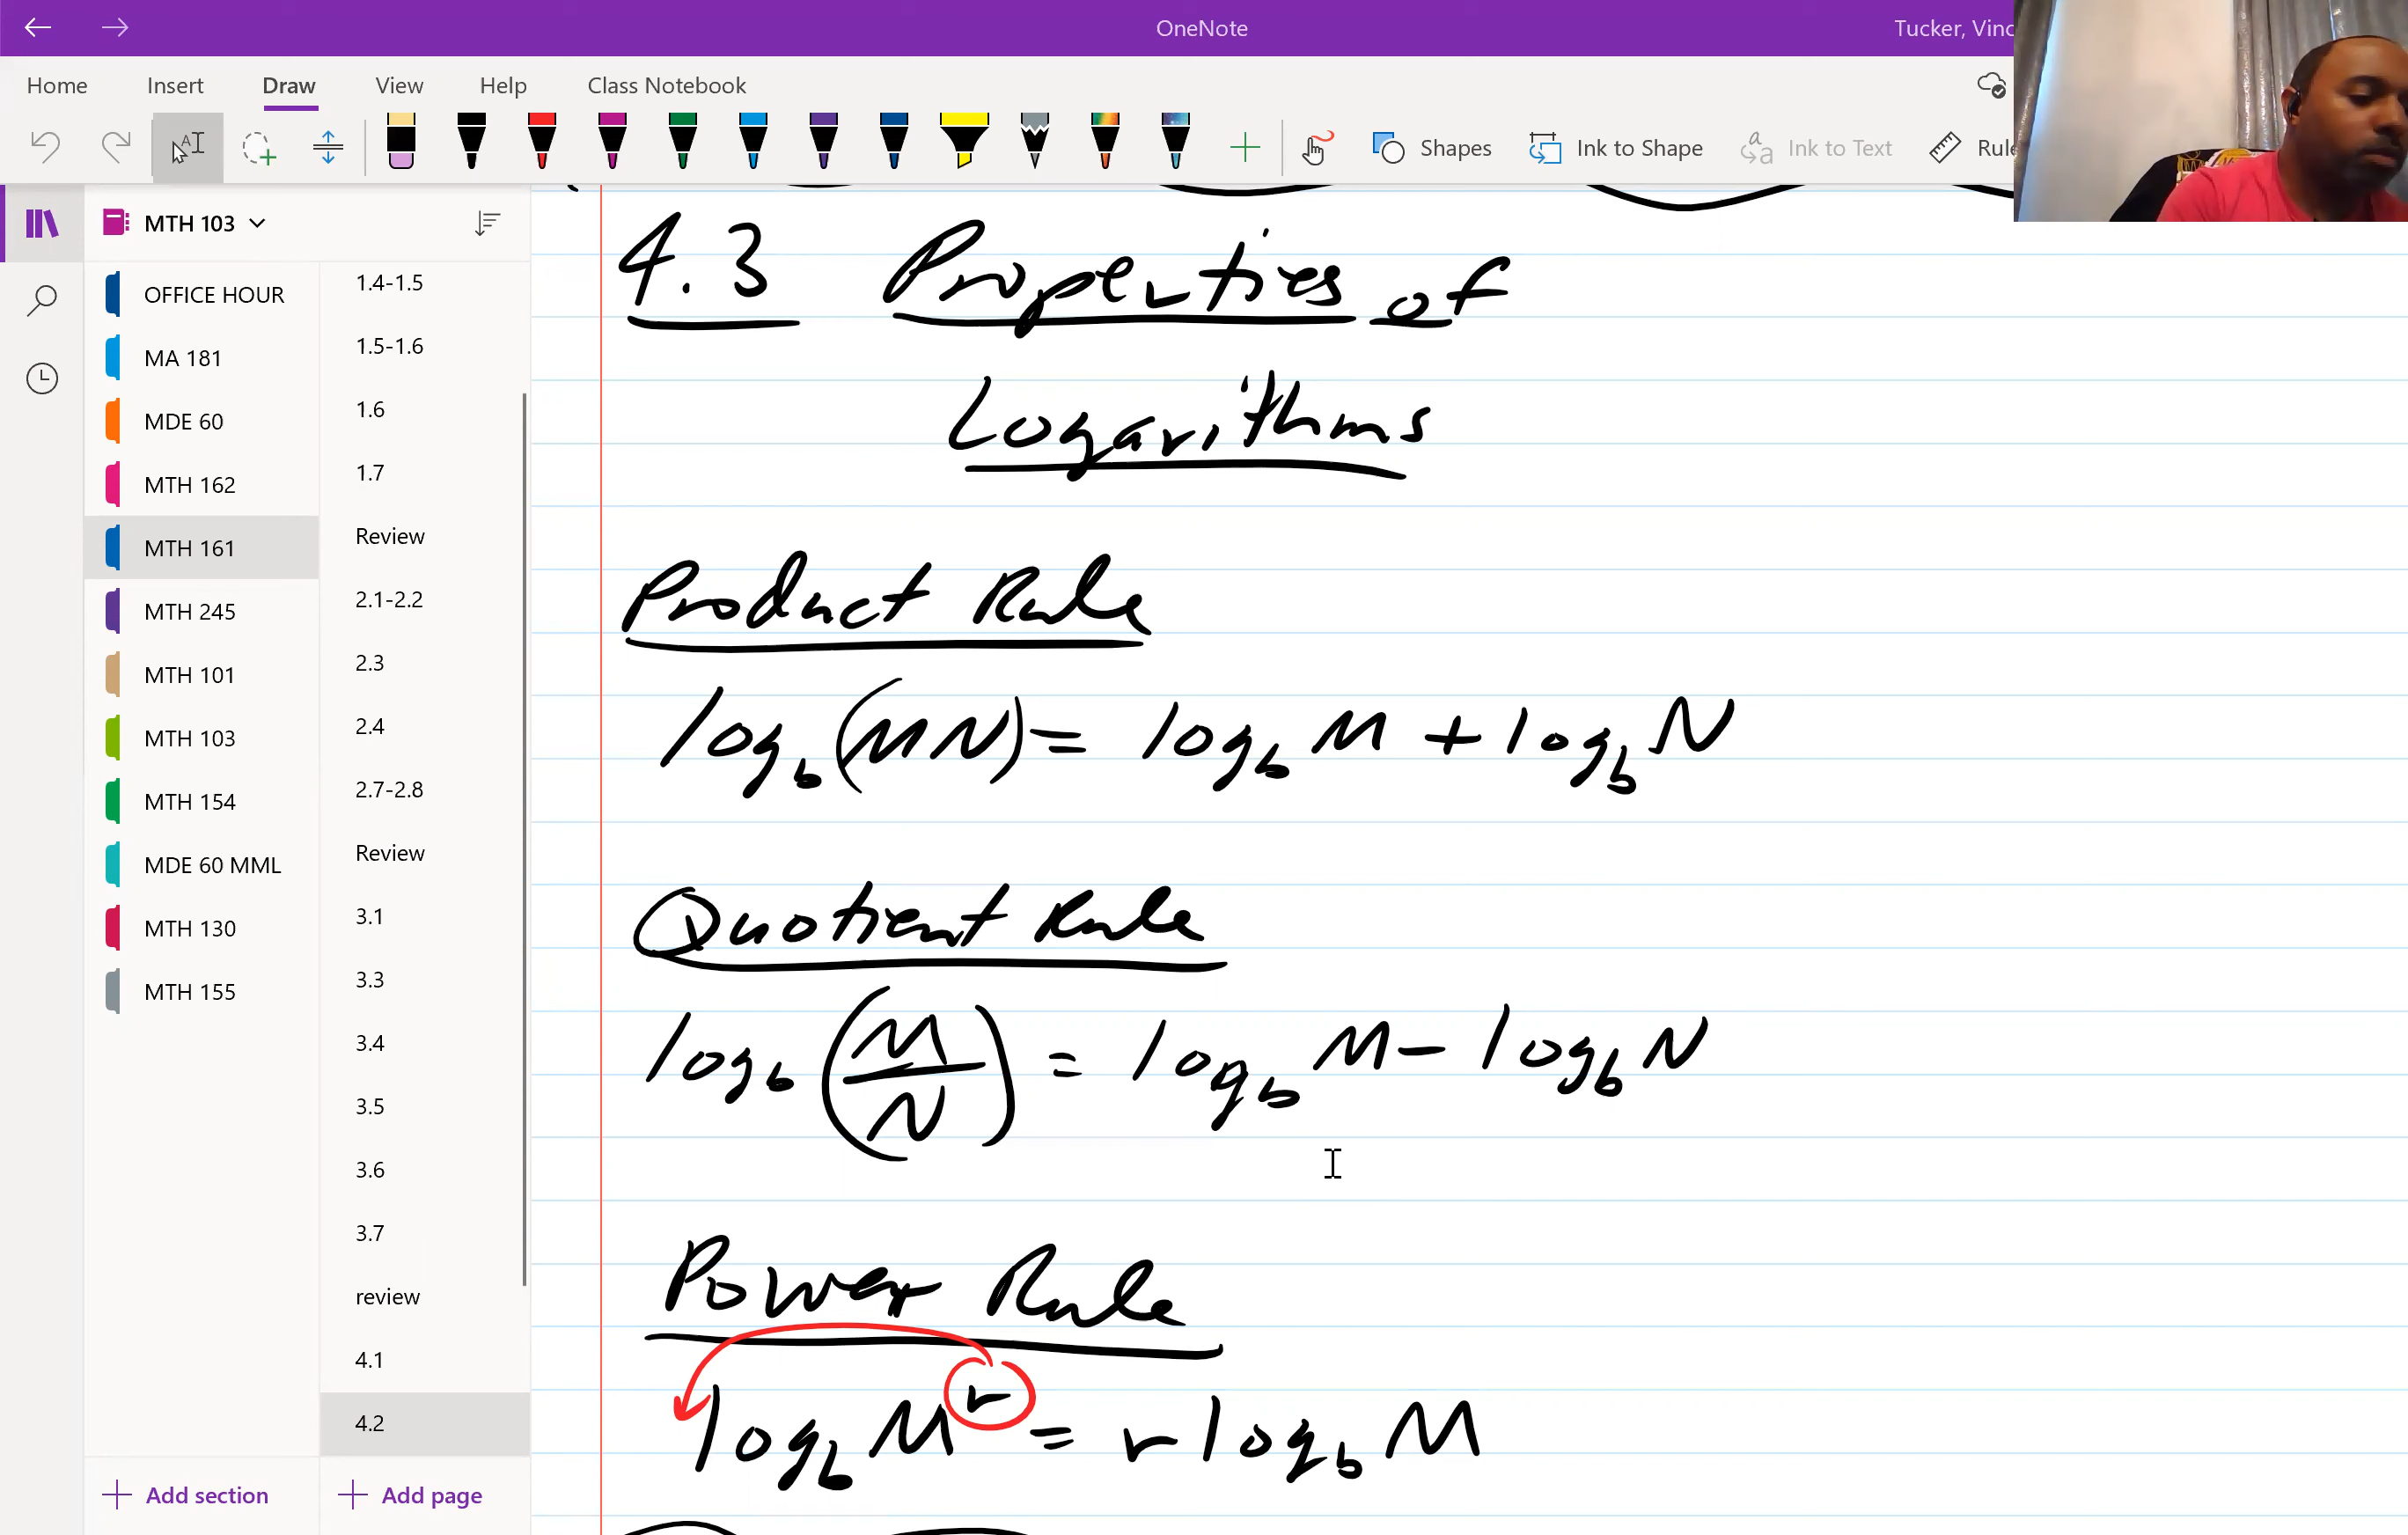 OneNote
Tucker, Vinc
Home Insert Draw View Help Class Notebook
Shapes Ink to Shape Ink to Text Rule
MTH 103
OFFICE HOUR
MA 181
MDE 60
MTH 162
MTH 161
MTH 245
MTH 101
MTH 103
MTH 154
MDE 60 MML
MTH 130
MTH 155
Add section
1.4-1.5
1.5-1.6
1.6
1.7
Review
2.1-2.2
2.3
2.4
2.7-2.8
Review
3.1
3.3
3.4
3.5
3.6
3.7
review
4.1
4.2
Add page
4.3 Properties of
Logarithms
Product Rule
log_b(MN) = log_b M + log_b N
Quotient Rule
log_b(M/N) = log_b M - log_b N
Power Rule
log_b M^r = r log_b M